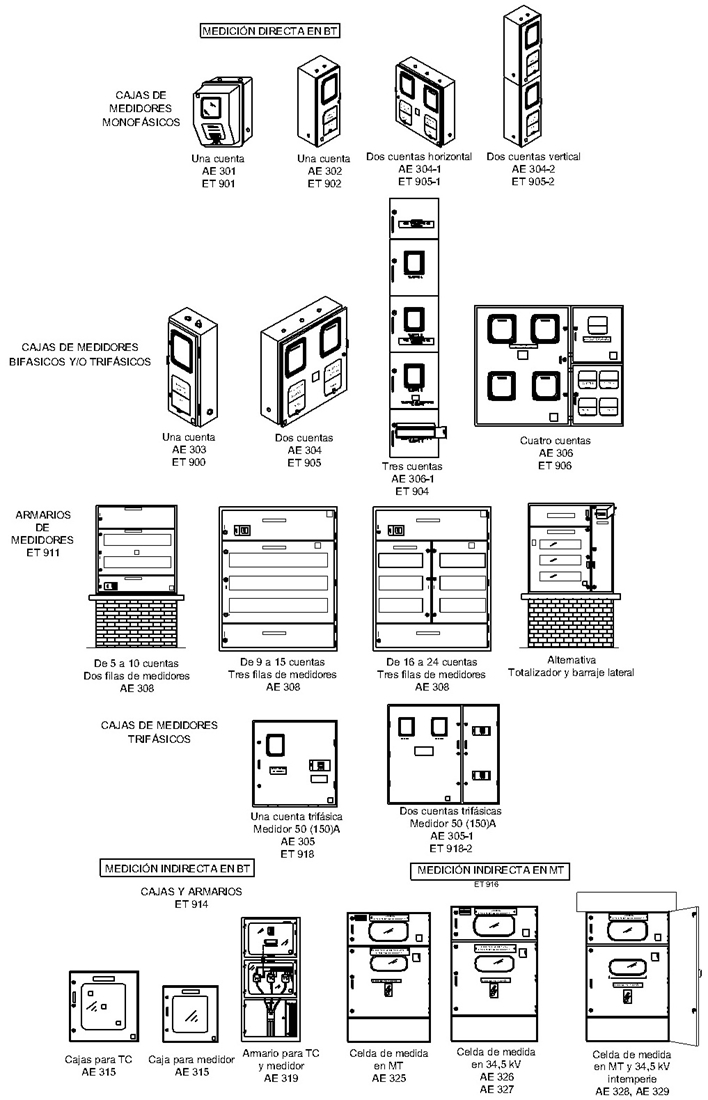 MEDICIÓN DIRECTA EN BT
CAJAS DE
MEDIDORES
MONOFÁSICOS
Una cuenta
AE 301
ET 901
Una cuenta
AE 302
ET 902
Dos cuentas horizontal
AE 304-1
ET 905-1
Dos cuentas vertical
AE 304-2
ET 905-2
CAJAS DE MEDIDORES
BIFASICOS Y/O TRIFÁSICOS
Una cuenta
AE 303
ET 900
Dos cuentas
AE 304
ET 905
Tres cuentas
AE 306-1
ET 904
Cuatro cuentas
AE 306
ET 906
ARMARIOS
DE
MEDIDORES
ET 911
De 5 a 10 cuentas
Dos filas de medidores
AE 308
De 9 a 15 cuentas
Tres filas de medidores
AE 308
De 16 a 24 cuentas
Tres filas de medidores
AE 308
Alternativa
Totalizador y barraje lateral
CAJAS DE MEDIDORES
TRIFÁSICOS
Una cuenta trifásica
Medidor 50 (150)A
AE 305
ET 918
Dos cuentas trifásicas
Medidor 50 (150)A
AE 305-1
ET 918-2
MEDICIÓN INDIRECTA EN BT
CAJAS Y ARMARIOS
ET 914
MEDICIÓN INDIRECTA EN MT
ET 916
Cajas para TC
AE 315
Caja para medidor
AE 315
Armario para TC
y medidor
AE 319
Celda de medida
en MT
AE 325
Celda de medida
en 34,5 kV
AE 326
AE 327
Celda de medida
en MT y 34,5 kV
intemperie
AE 328, AE 329